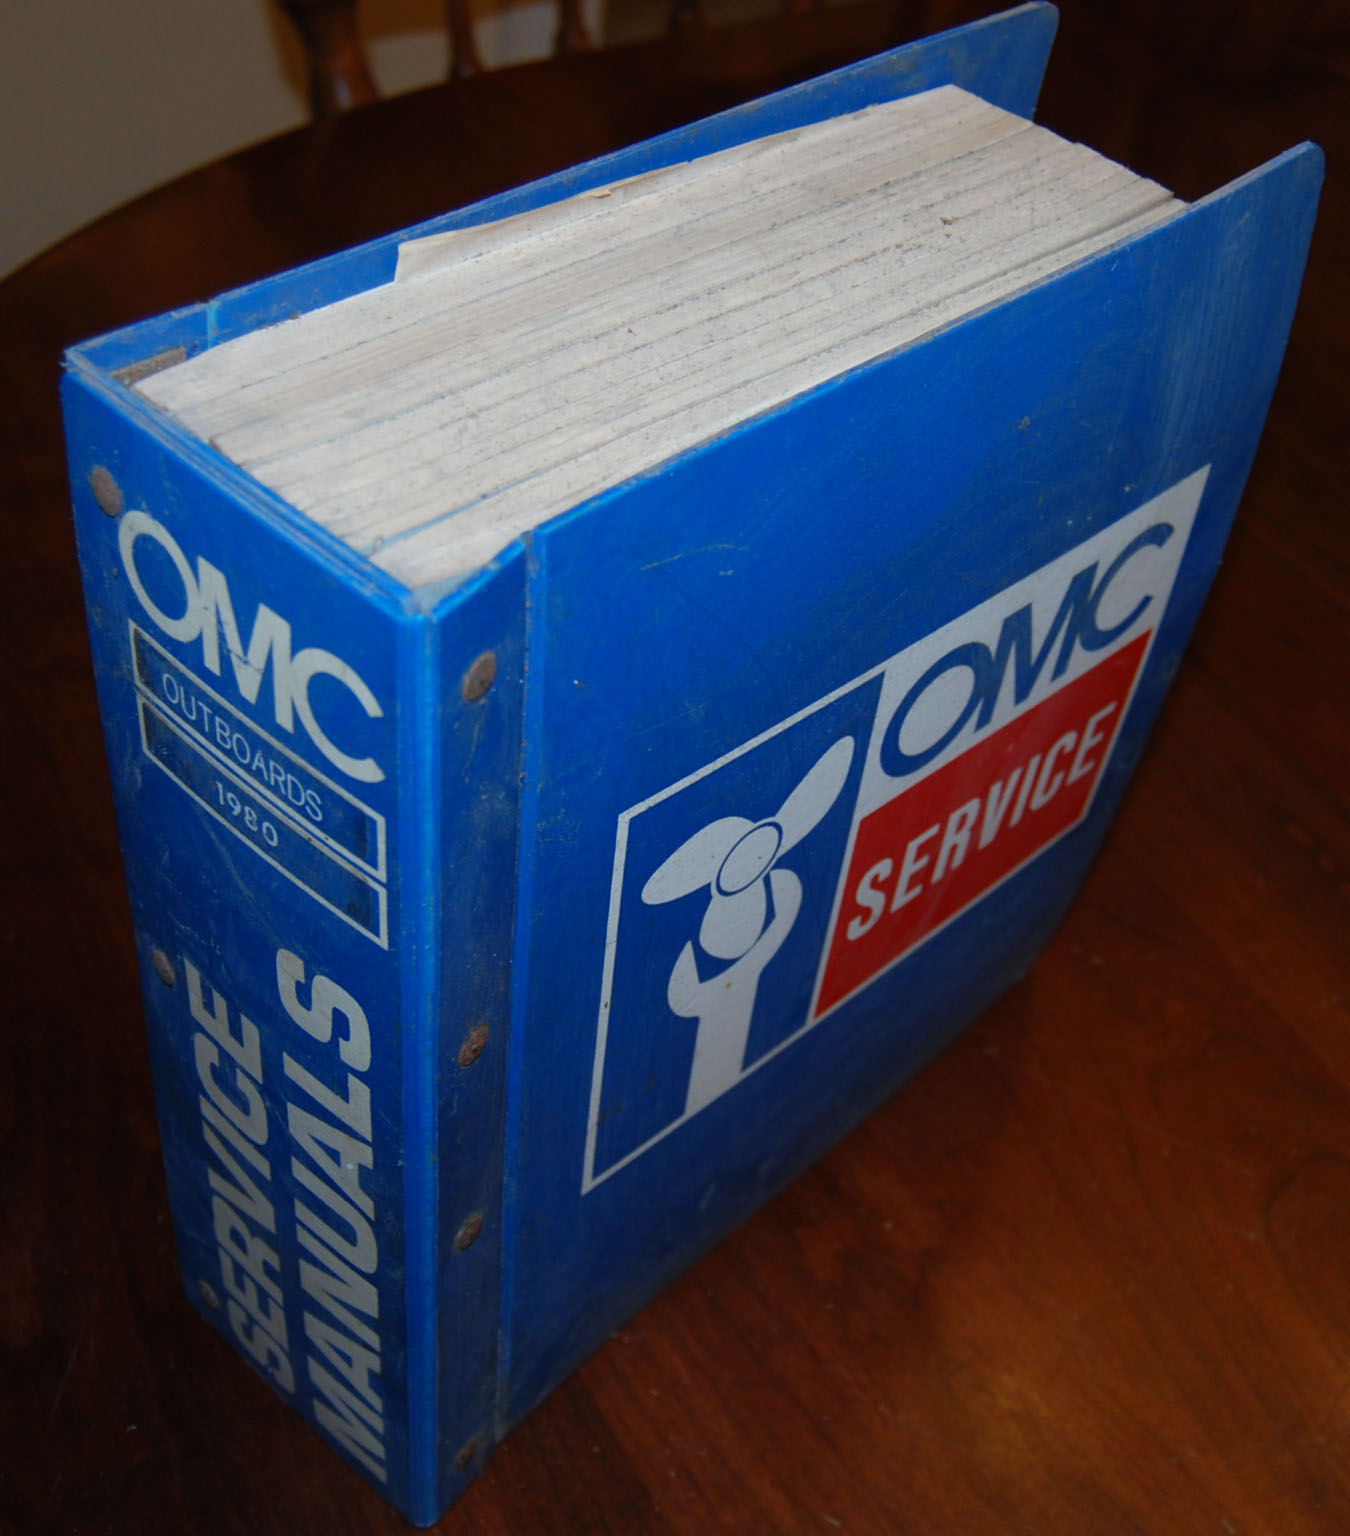 OMC
OUTBOARDS
1980
SERVICE
MANUALS
OMC
SERVICE